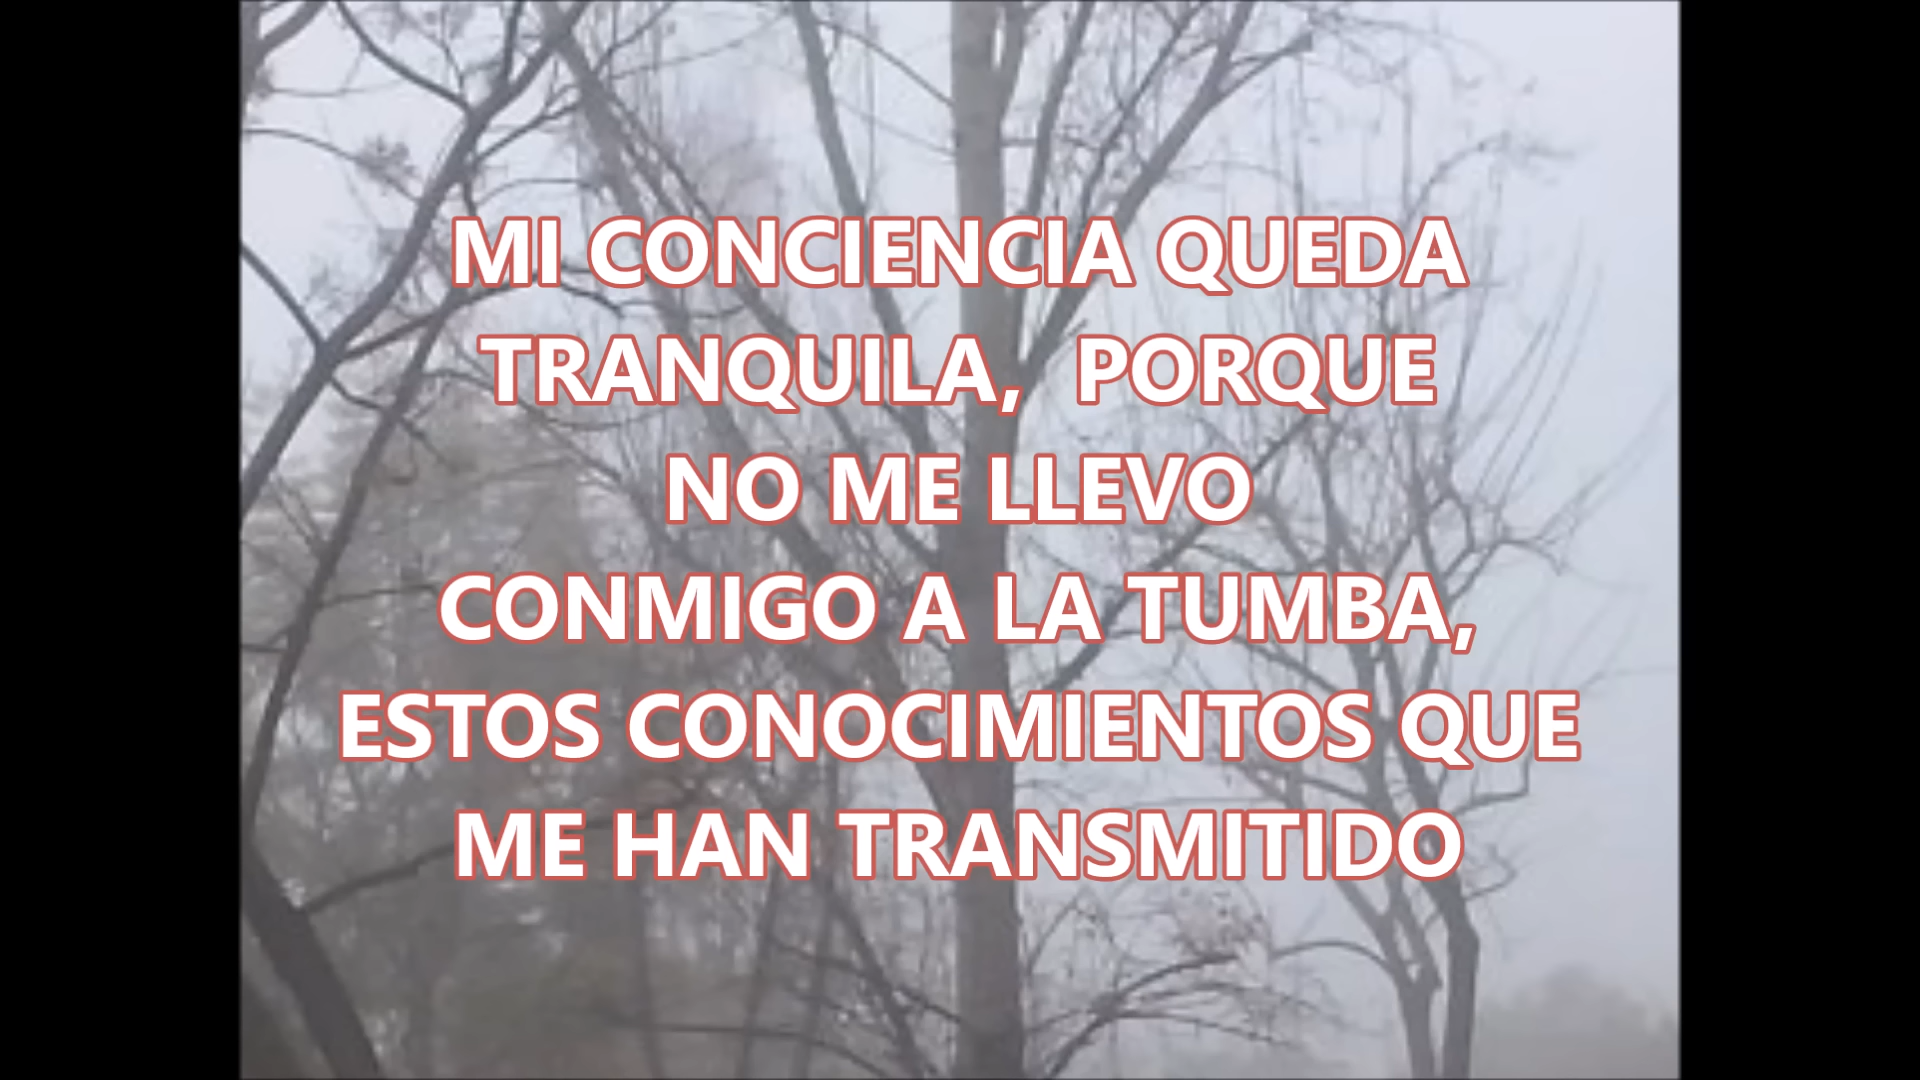 MI CONCIENCIA QUEDA
TRANQUILA, PORQUE
NO ME LLEVO
CONMIGO A LA TUMBA,
ESTOS CONOCIMIENTOS QUE
ME HAN TRANSMITIDO